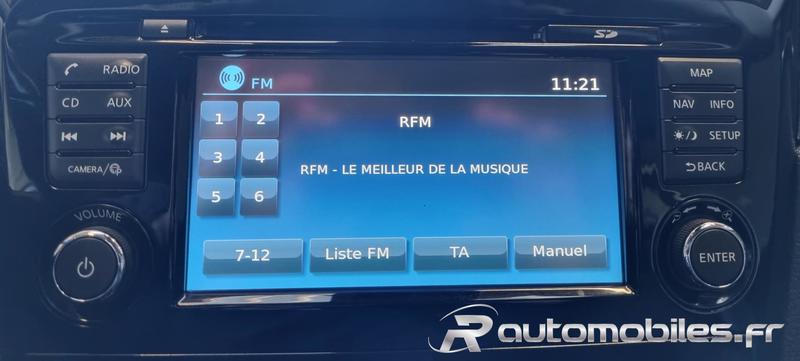 SD
RADIO
MAP
CD AUX
NAV INFO
SETUP
CAMERA/
BACK
VOLUME
ENTER
FM 11:21
1 2
RFM
3 4
RFM - LE MEILLEUR DE LA MUSIQUE
5 6
7-12 Liste FM TA Manuel
R automobiles.fr